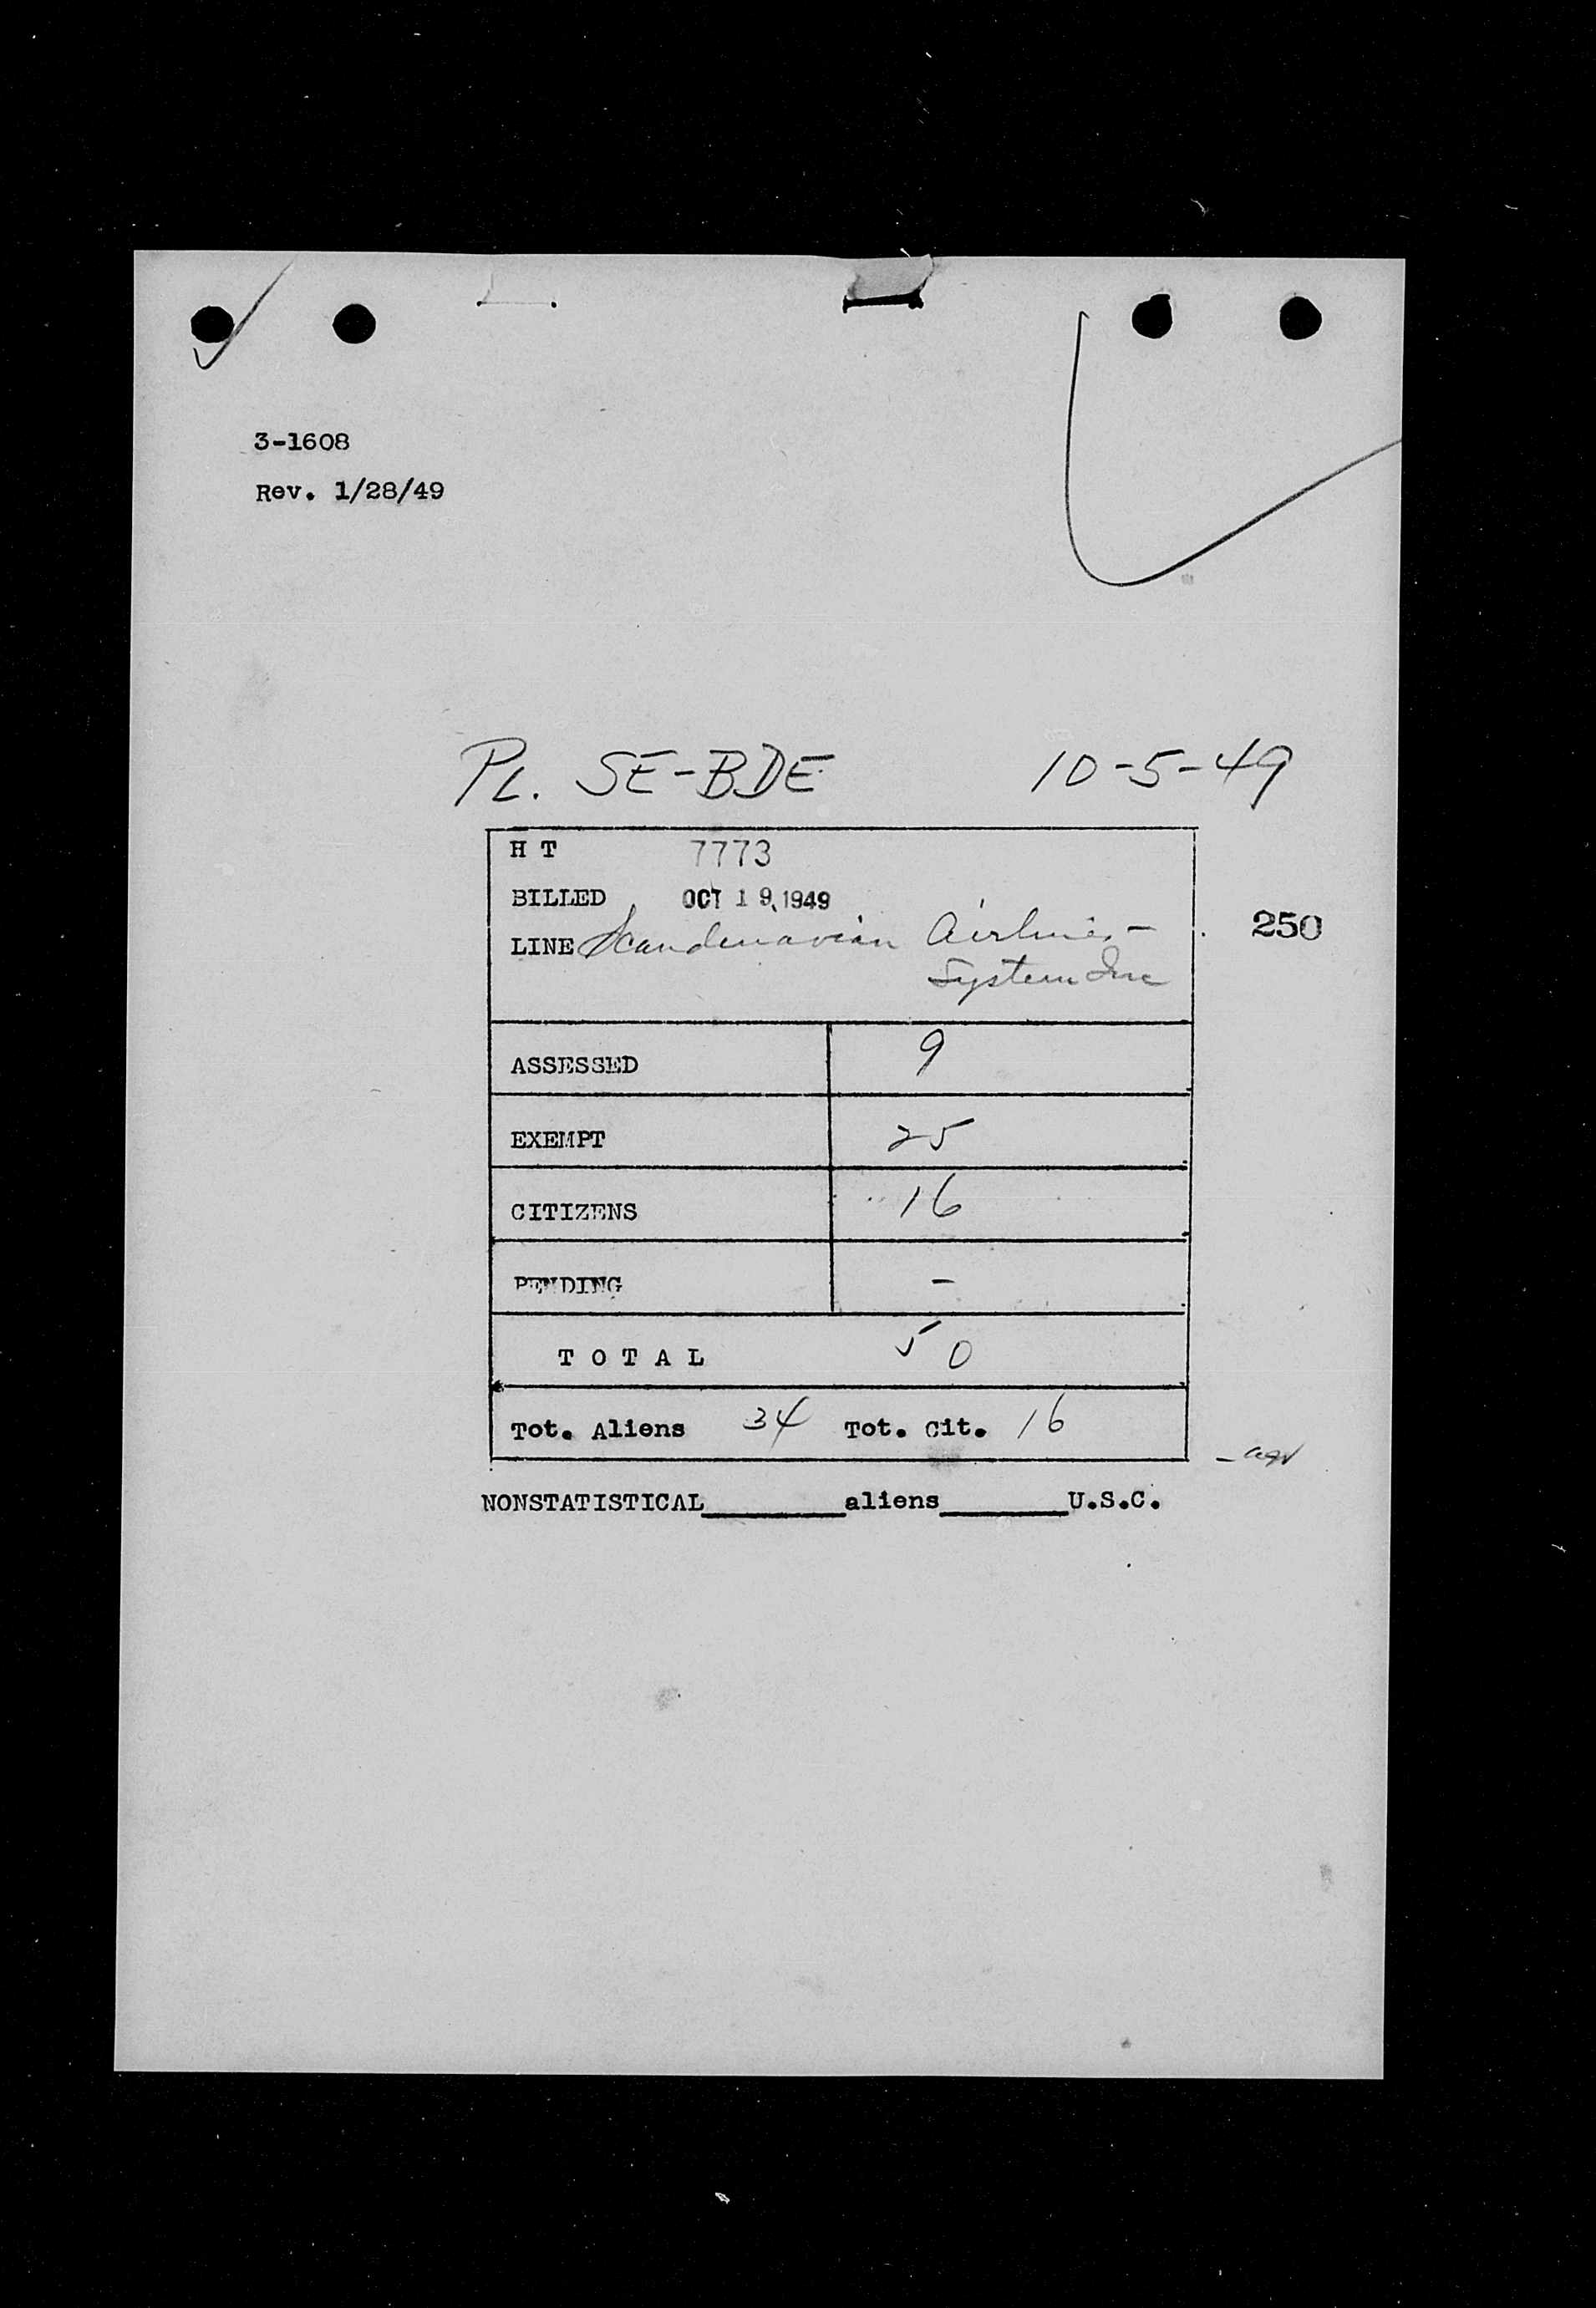 3-1608
Rev. 1/28/49
PL. SE-BDE 10-5-49
H T 7773
BILLED OCT 19, 1949
LINE Scandinavian Airlines - 250
System Inc
ASSESSED 9
EXEMPT 25
CITIZENS 16
PENDING -
TOTAL 50
Tot. Aliens 34 Tot. Cit. 16
NONSTATISTICAL________aliens________U.S.C.